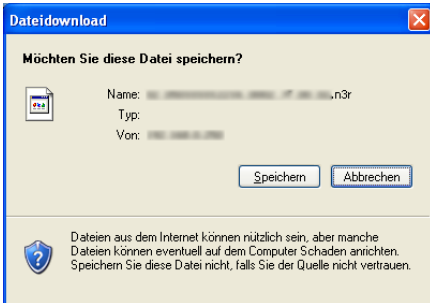 Dateidownload
Möchten Sie diese Datei speichern?
Name: .n3r
Typ:
Von:
Speichern Abbrechen
Dateien aus dem Internet können nützlich sein, aber manche
Dateien können eventuell auf dem Computer Schaden anrichten.
Speichern Sie diese Datei nicht, falls Sie der Quelle nicht vertrauen.